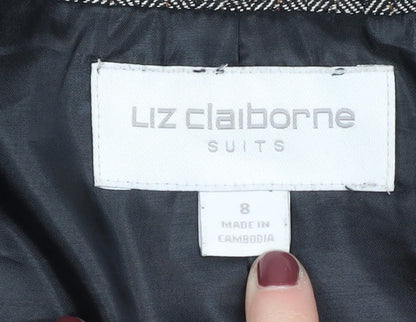 Liz claiborne
SUITS
8
MADE IN
CAMBODIA